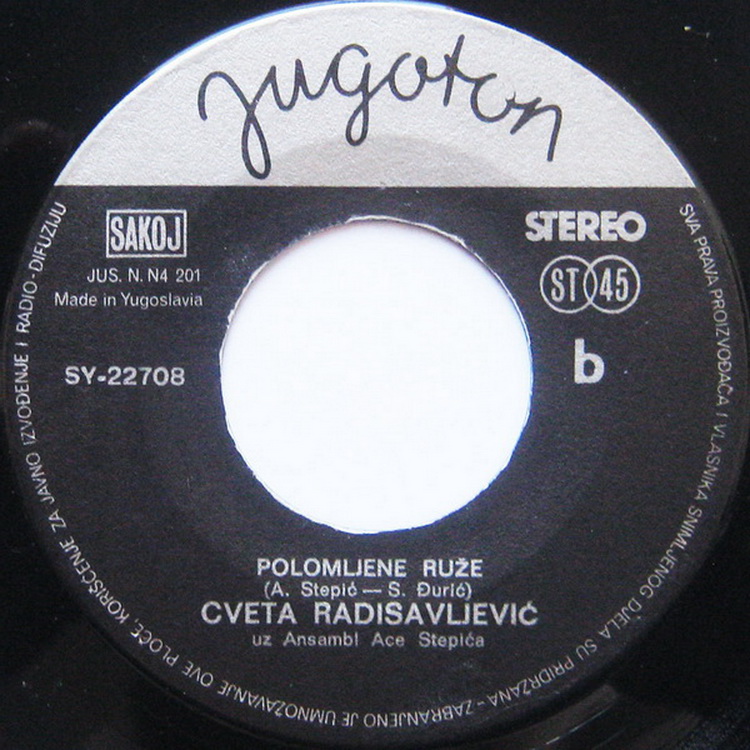 jugoton
SAKOJ
JUS. N. N4 201
Made in Yugoslavia
SY-22708
STEREO
ST 45
b
POLOMLJENE RUŽE
(A. Stepić — S. Đurić)
CVETA RADISAVLJEVIĆ
uz Ansambl Ace Stepića
SVA PRAVA PROIZVOĐAČA I VLASNIKA SNIMLJENOG DJELA SU PRIDRŽANA - ZABRANJENO JE UMNOŽAVANJE OVE PLOČE, KORIŠĆENJE ZA JAVNO IZVOĐENJE I RADIO-DIFUZIJU